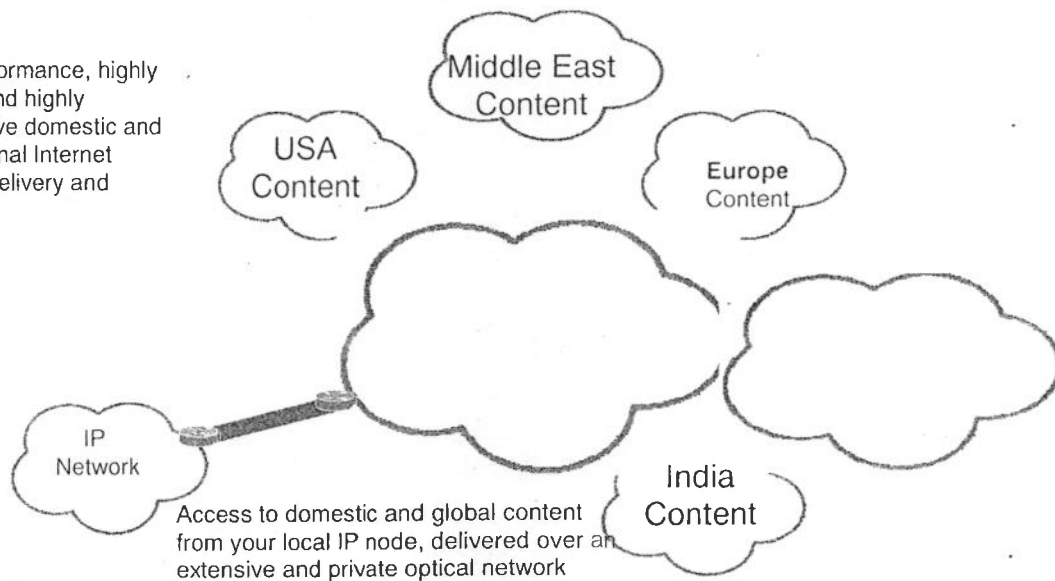 ormance, highly
nd highly
ve domestic and
nal Internet
elivery and
Middle East
Content
USA
Content
Europe
Content
IP
Network
India
Content
Access to domestic and global content
from your local IP node, delivered over an
extensive and private optical network